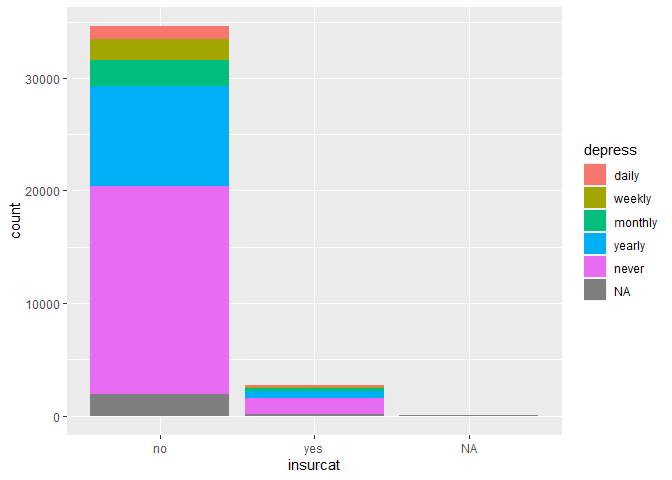 30000
20000
10000
0
count
no yes NA
insurcat
depress
daily
weekly
monthly
yearly
never
NA